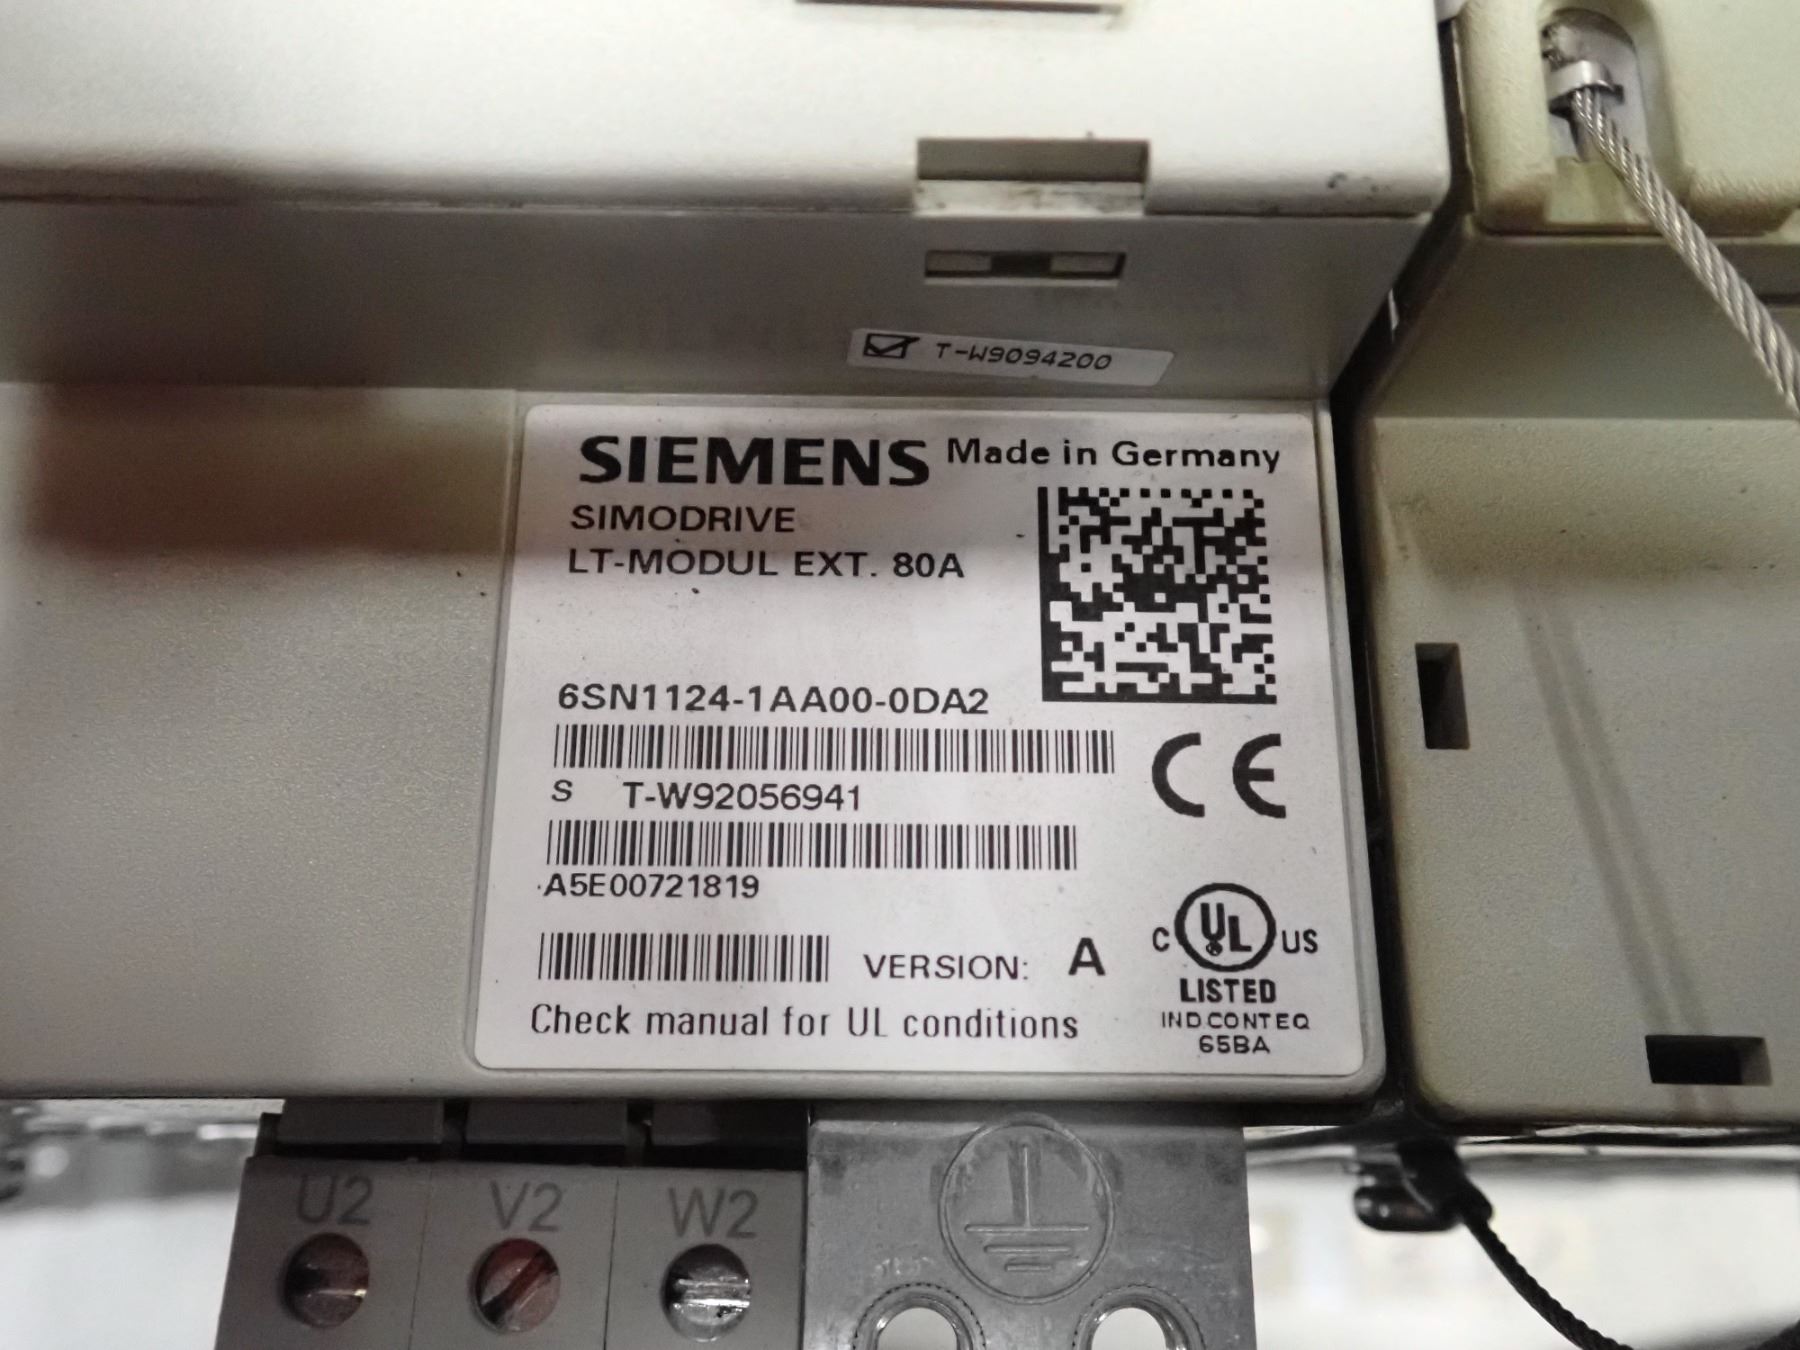 T-W9094200
SIEMENS Made in Germany
SIMODRIVE
LT-MODUL EXT. 80A
6SN1124-1AA00-0DA2
CE
S T-W92056941
A5E00721819
VERSION: A
C UL US
LISTED
IND.CONT.EQ
65BA
Check manual for UL conditions
U2 V2 W2